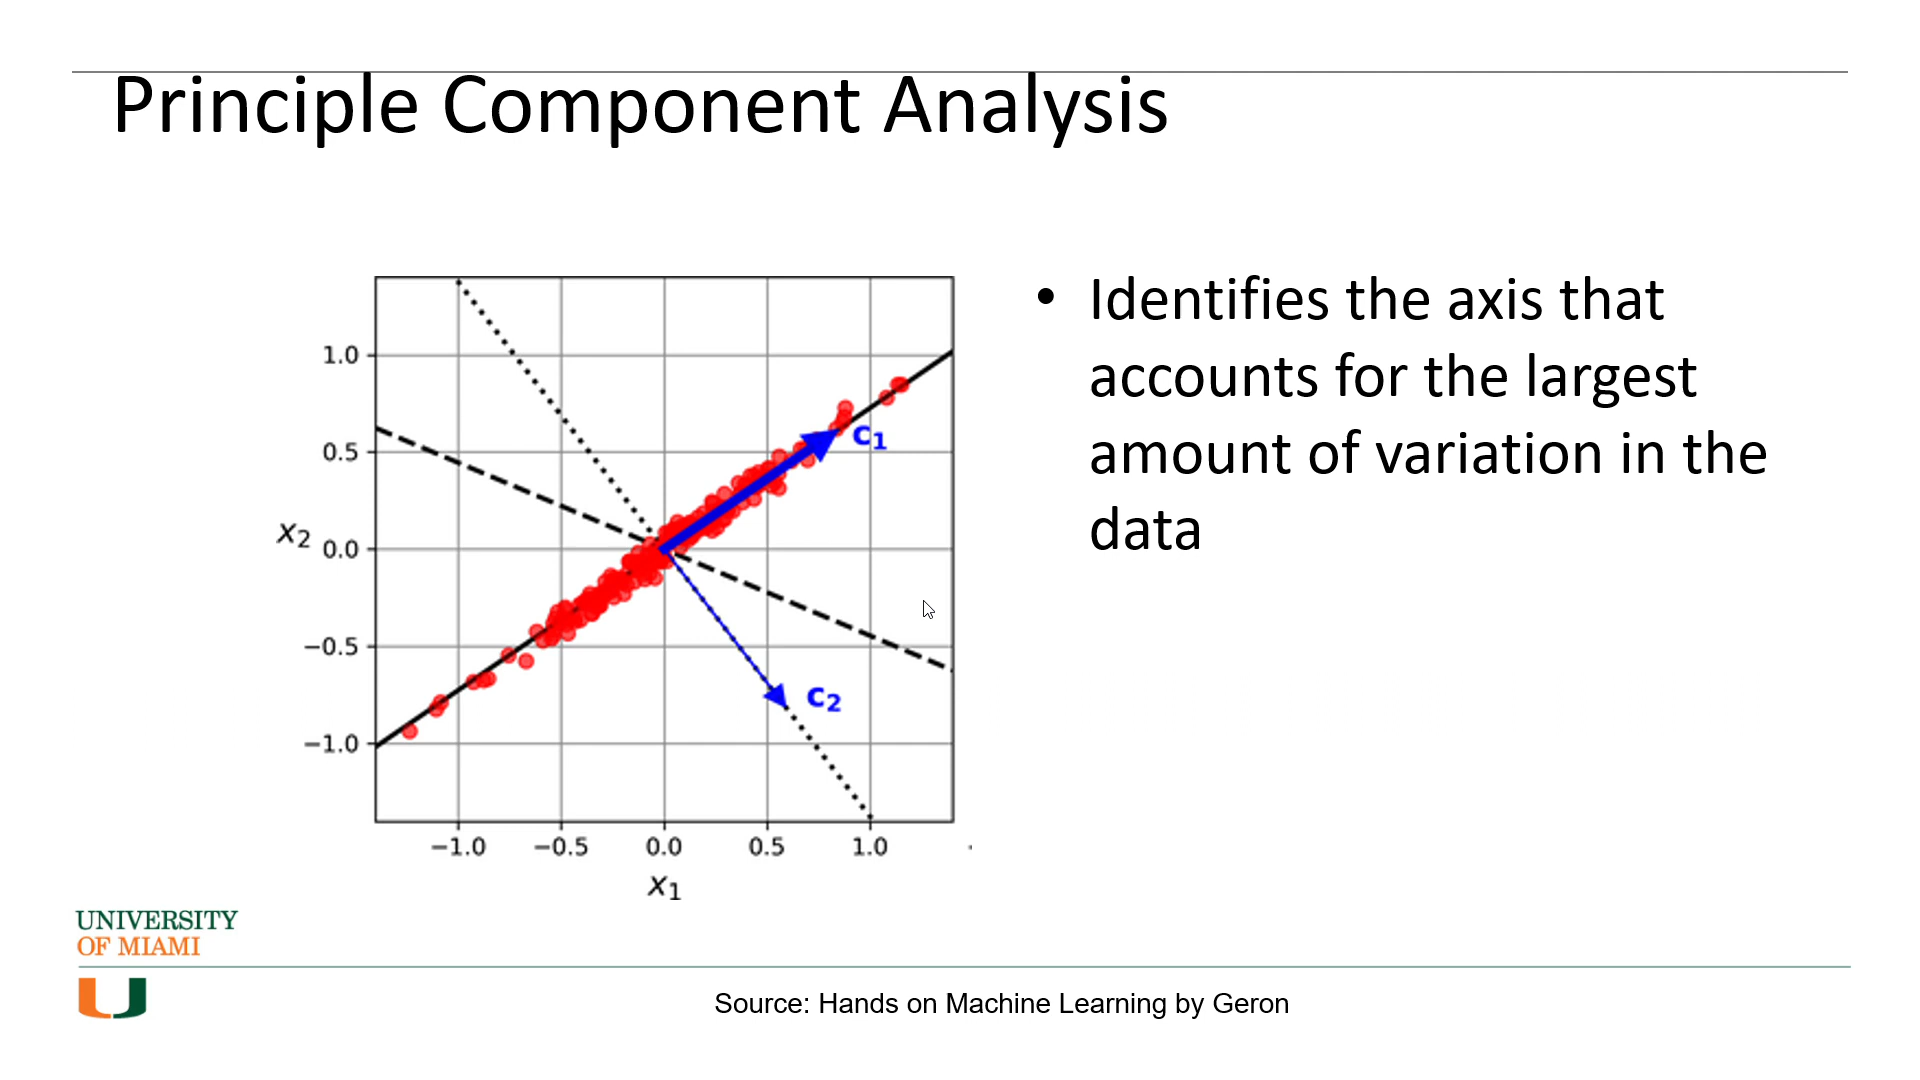 Principle Component Analysis
• Identifies the axis that
accounts for the largest
amount of variation in the
data
1.0
0.5
x₂ 0.0
−0.5
−1.0
c₁
c₂
−1.0 −0.5 0.0 0.5 1.0
x₁
UNIVERSITY
OF MIAMI
Source: Hands on Machine Learning by Geron